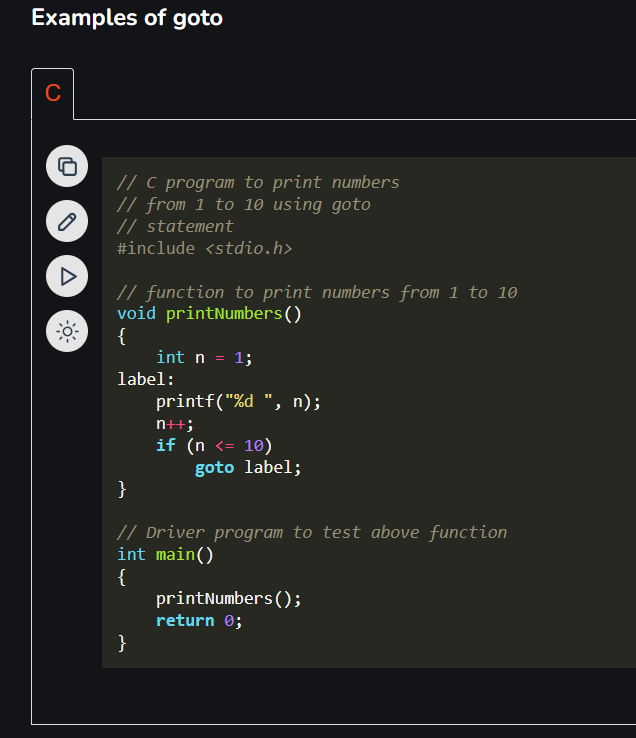 Examples of goto
C
// C program to print numbers
// from 1 to 10 using goto
// statement
#include <stdio.h>

// function to print numbers from 1 to 10
void printNumbers()
{
    int n = 1;
label:
    printf("%d ", n);
    n++;
    if (n <= 10)
        goto label;
}

// Driver program to test above function
int main()
{
    printNumbers();
    return 0;
}